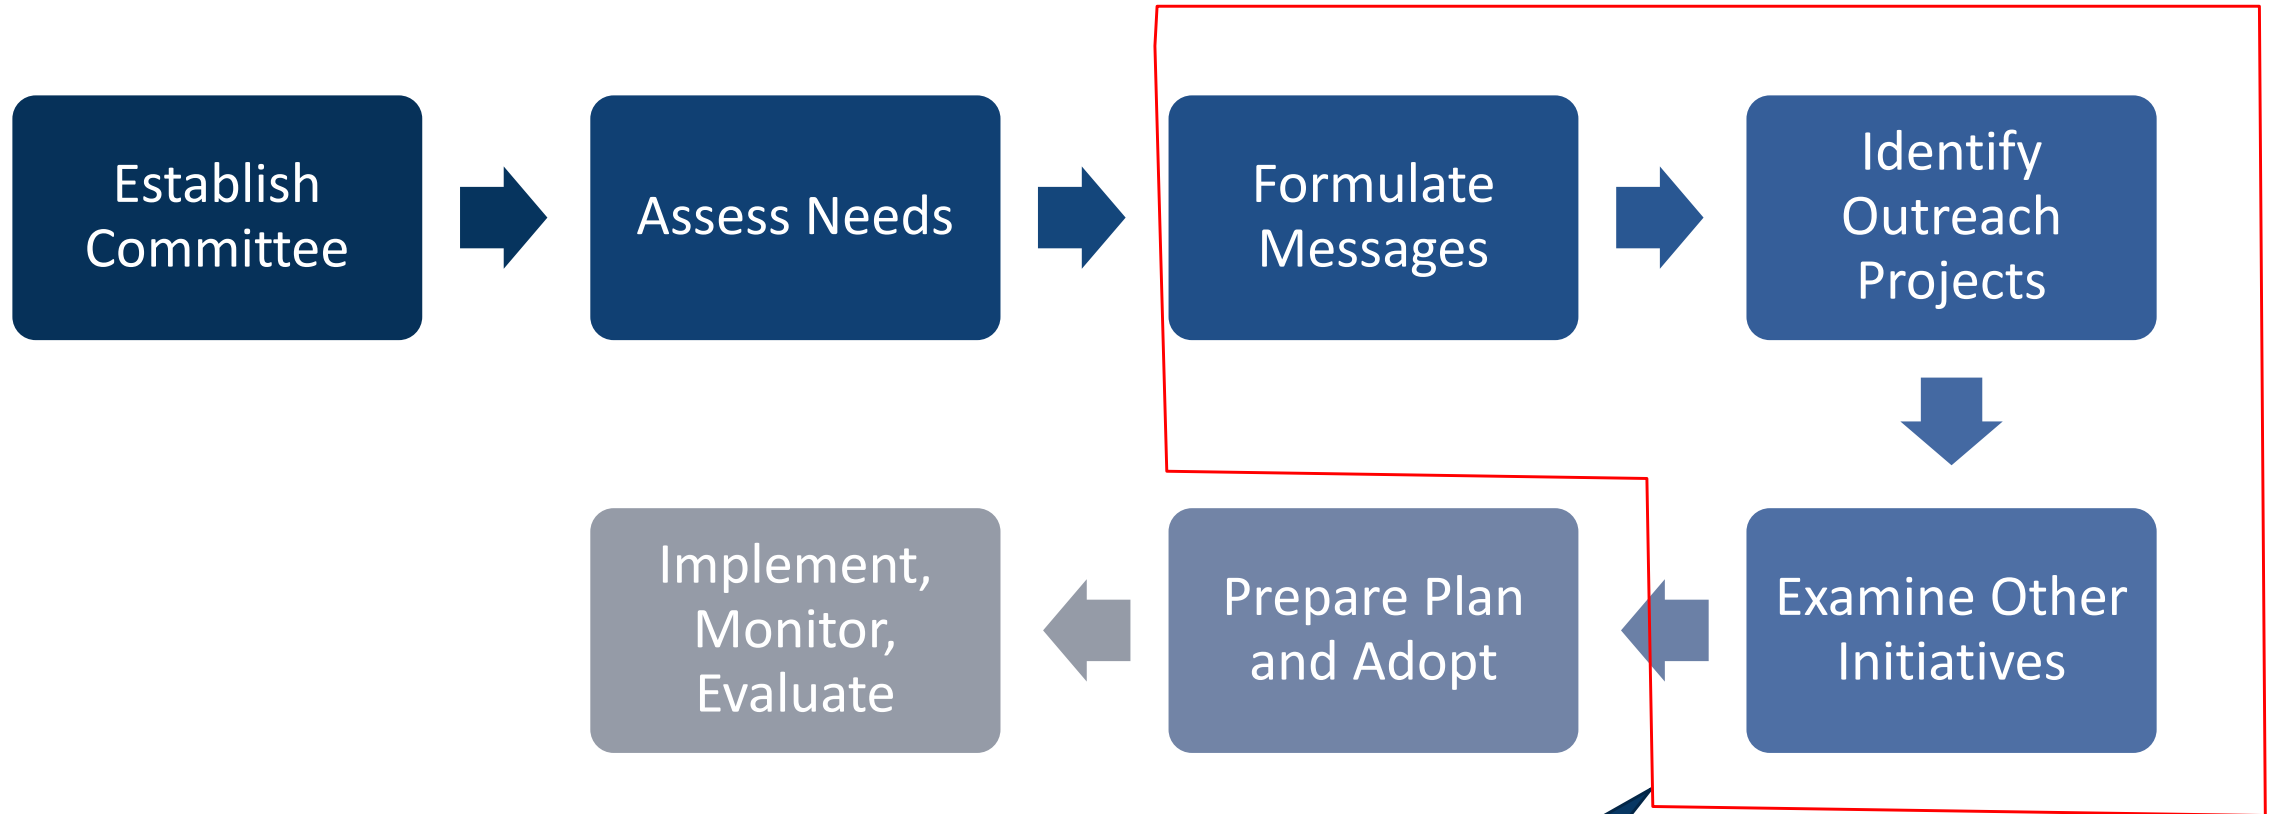 Establish
Committee
Assess Needs
Formulate
Messages
Identify
Outreach
Projects
Examine Other
Initiatives
Prepare Plan
and Adopt
Implement,
Monitor,
Evaluate